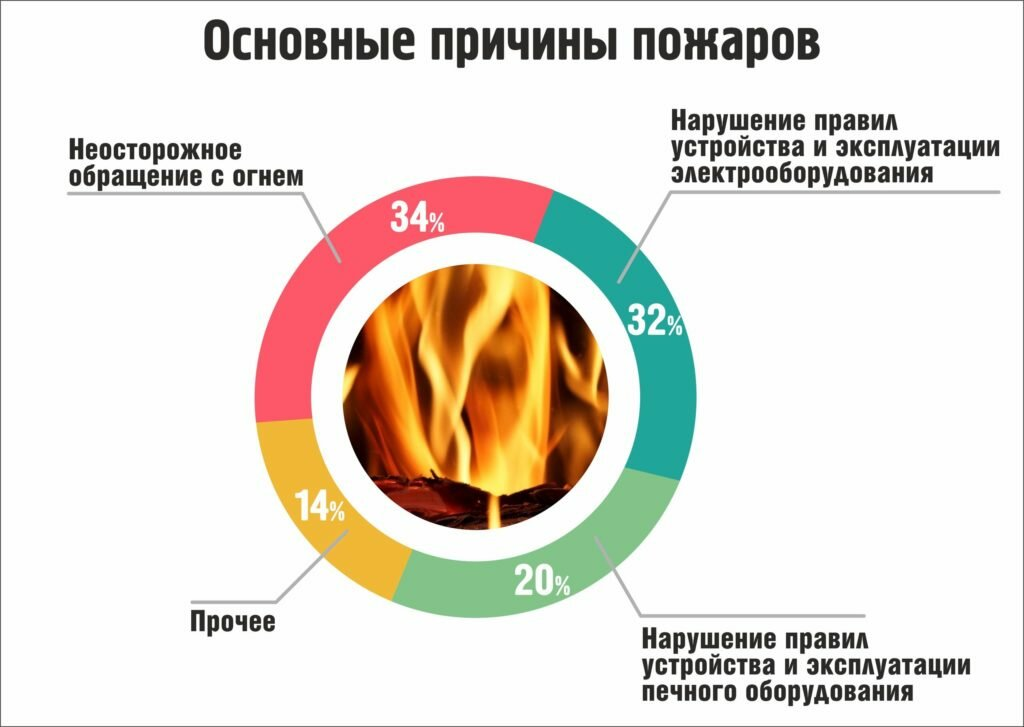 Основные причины пожаров
Неосторожное
обращение с огнем
Нарушение правил
устройства и эксплуатации
электрооборудования
34%
32%
14%
20%
Прочее
Нарушение правил
устройства и эксплуатации
печного оборудования